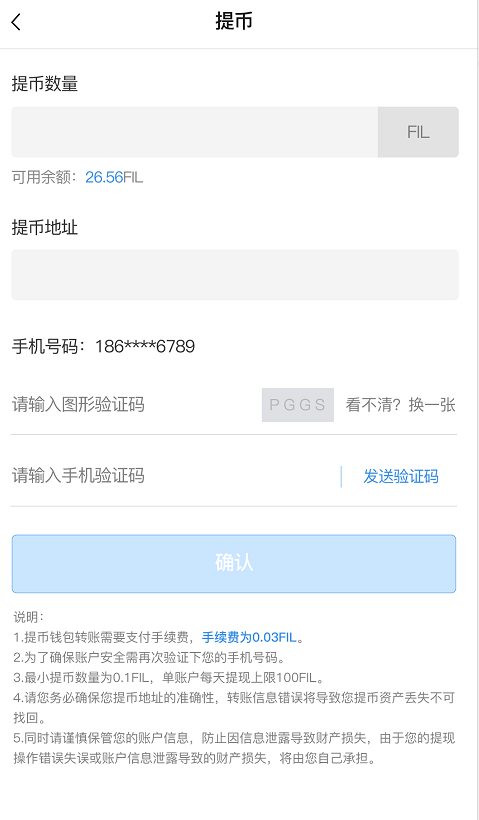 提币
提币数量
FIL
可用余额：26.56FIL
提币地址
手机号码：186****6789
请输入图形验证码 PGGS 看不清？换一张
请输入手机验证码 发送验证码
确认
说明：
1.提币钱包转账需要支付手续费，手续费为0.03FIL。
2.为了确保账户安全需再次验证下您的手机号码。
3.最小提币数量为0.1FIL，单账户每天提现上限100FIL。
4.请您务必确保您提币地址的准确性，转账信息错误将导致您提币资产丢失不可
找回。
5.同时请谨慎保管您的账户信息，防止因信息泄露导致财产损失，由于您的提现
操作错误失误或账户信息泄露导致的财产损失，将由您自己承担。